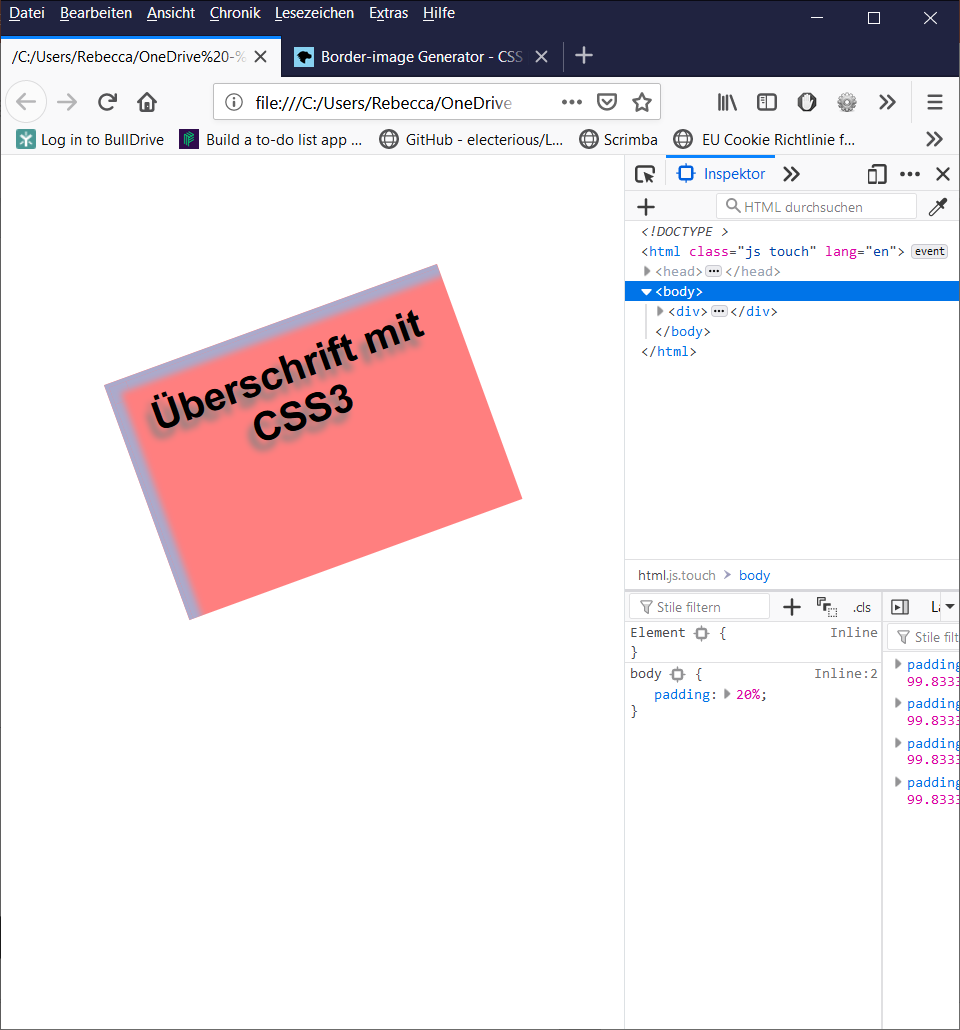 Datei Bearbeiten Ansicht Chronik Lesezeichen Extras Hilfe
/C:/Users/Rebecca/OneDrive%20-% Border-image Generator - CSS
file:///C:/Users/Rebecca/OneDrive
Log in to BullDrive Build a to-do list app ... GitHub - electerious/L... Scrimba EU Cookie Richtlinie f...
Überschrift mit
CSS3
Inspektor
HTML durchsuchen
<!DOCTYPE >
<html class="js touch" lang="en"> event
<head> ••• </head>
<body>
<div> ••• </div>
</body>
</html>
html.js.touch > body
Stile filtern + .cls
Element { Inline
}
body { Inline:2
padding: 20%;
}
Stile filt
padding
99.8333
padding
99.8333
padding
99.8333
padding
99.8333